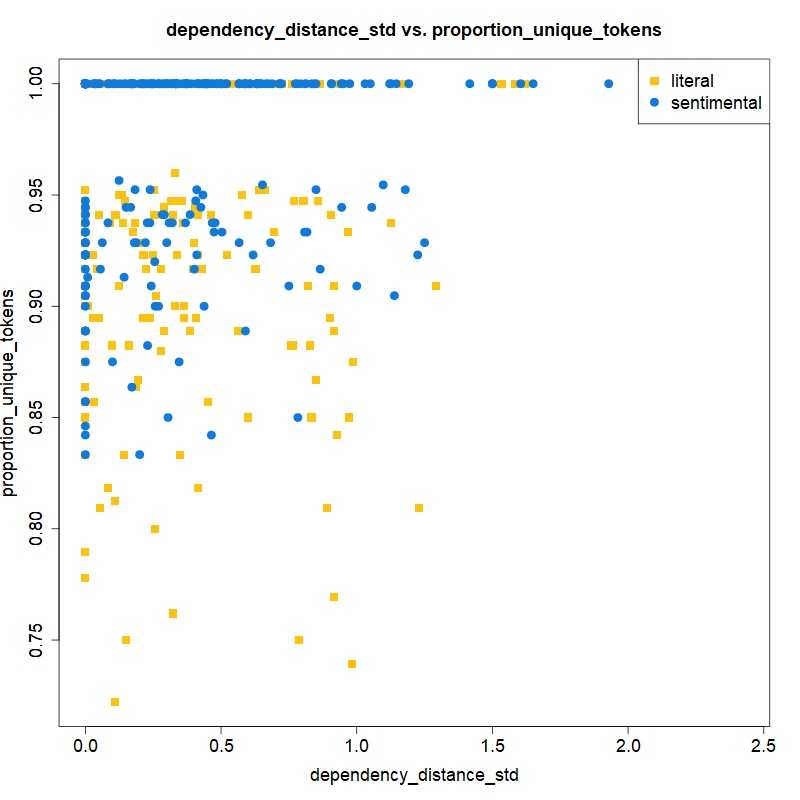 dependency_distance_std vs. proportion_unique_tokens
literal
sentimental
1.00
0.95
0.90
0.85
0.80
0.75
proportion_unique_tokens
0.0 0.5 1.0 1.5 2.0 2.5
dependency_distance_std